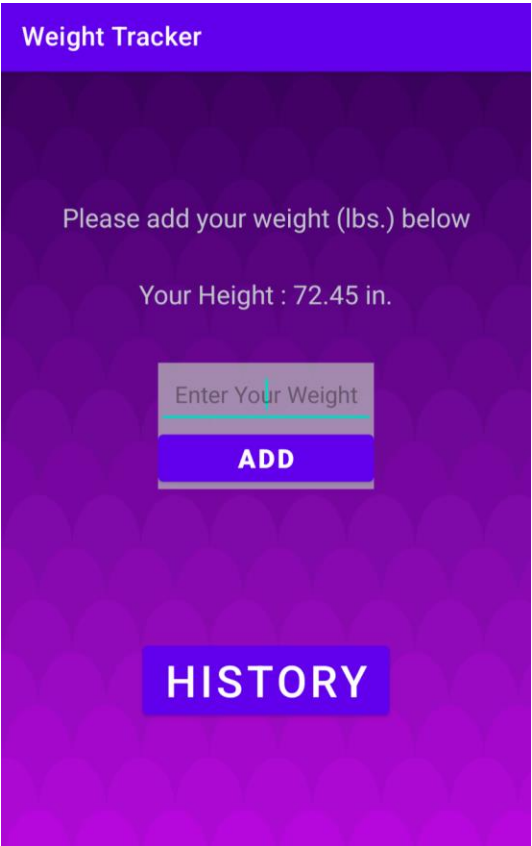 Weight Tracker
Please add your weight (lbs.) below
Your Height : 72.45 in.
Enter Your Weight
ADD
HISTORY